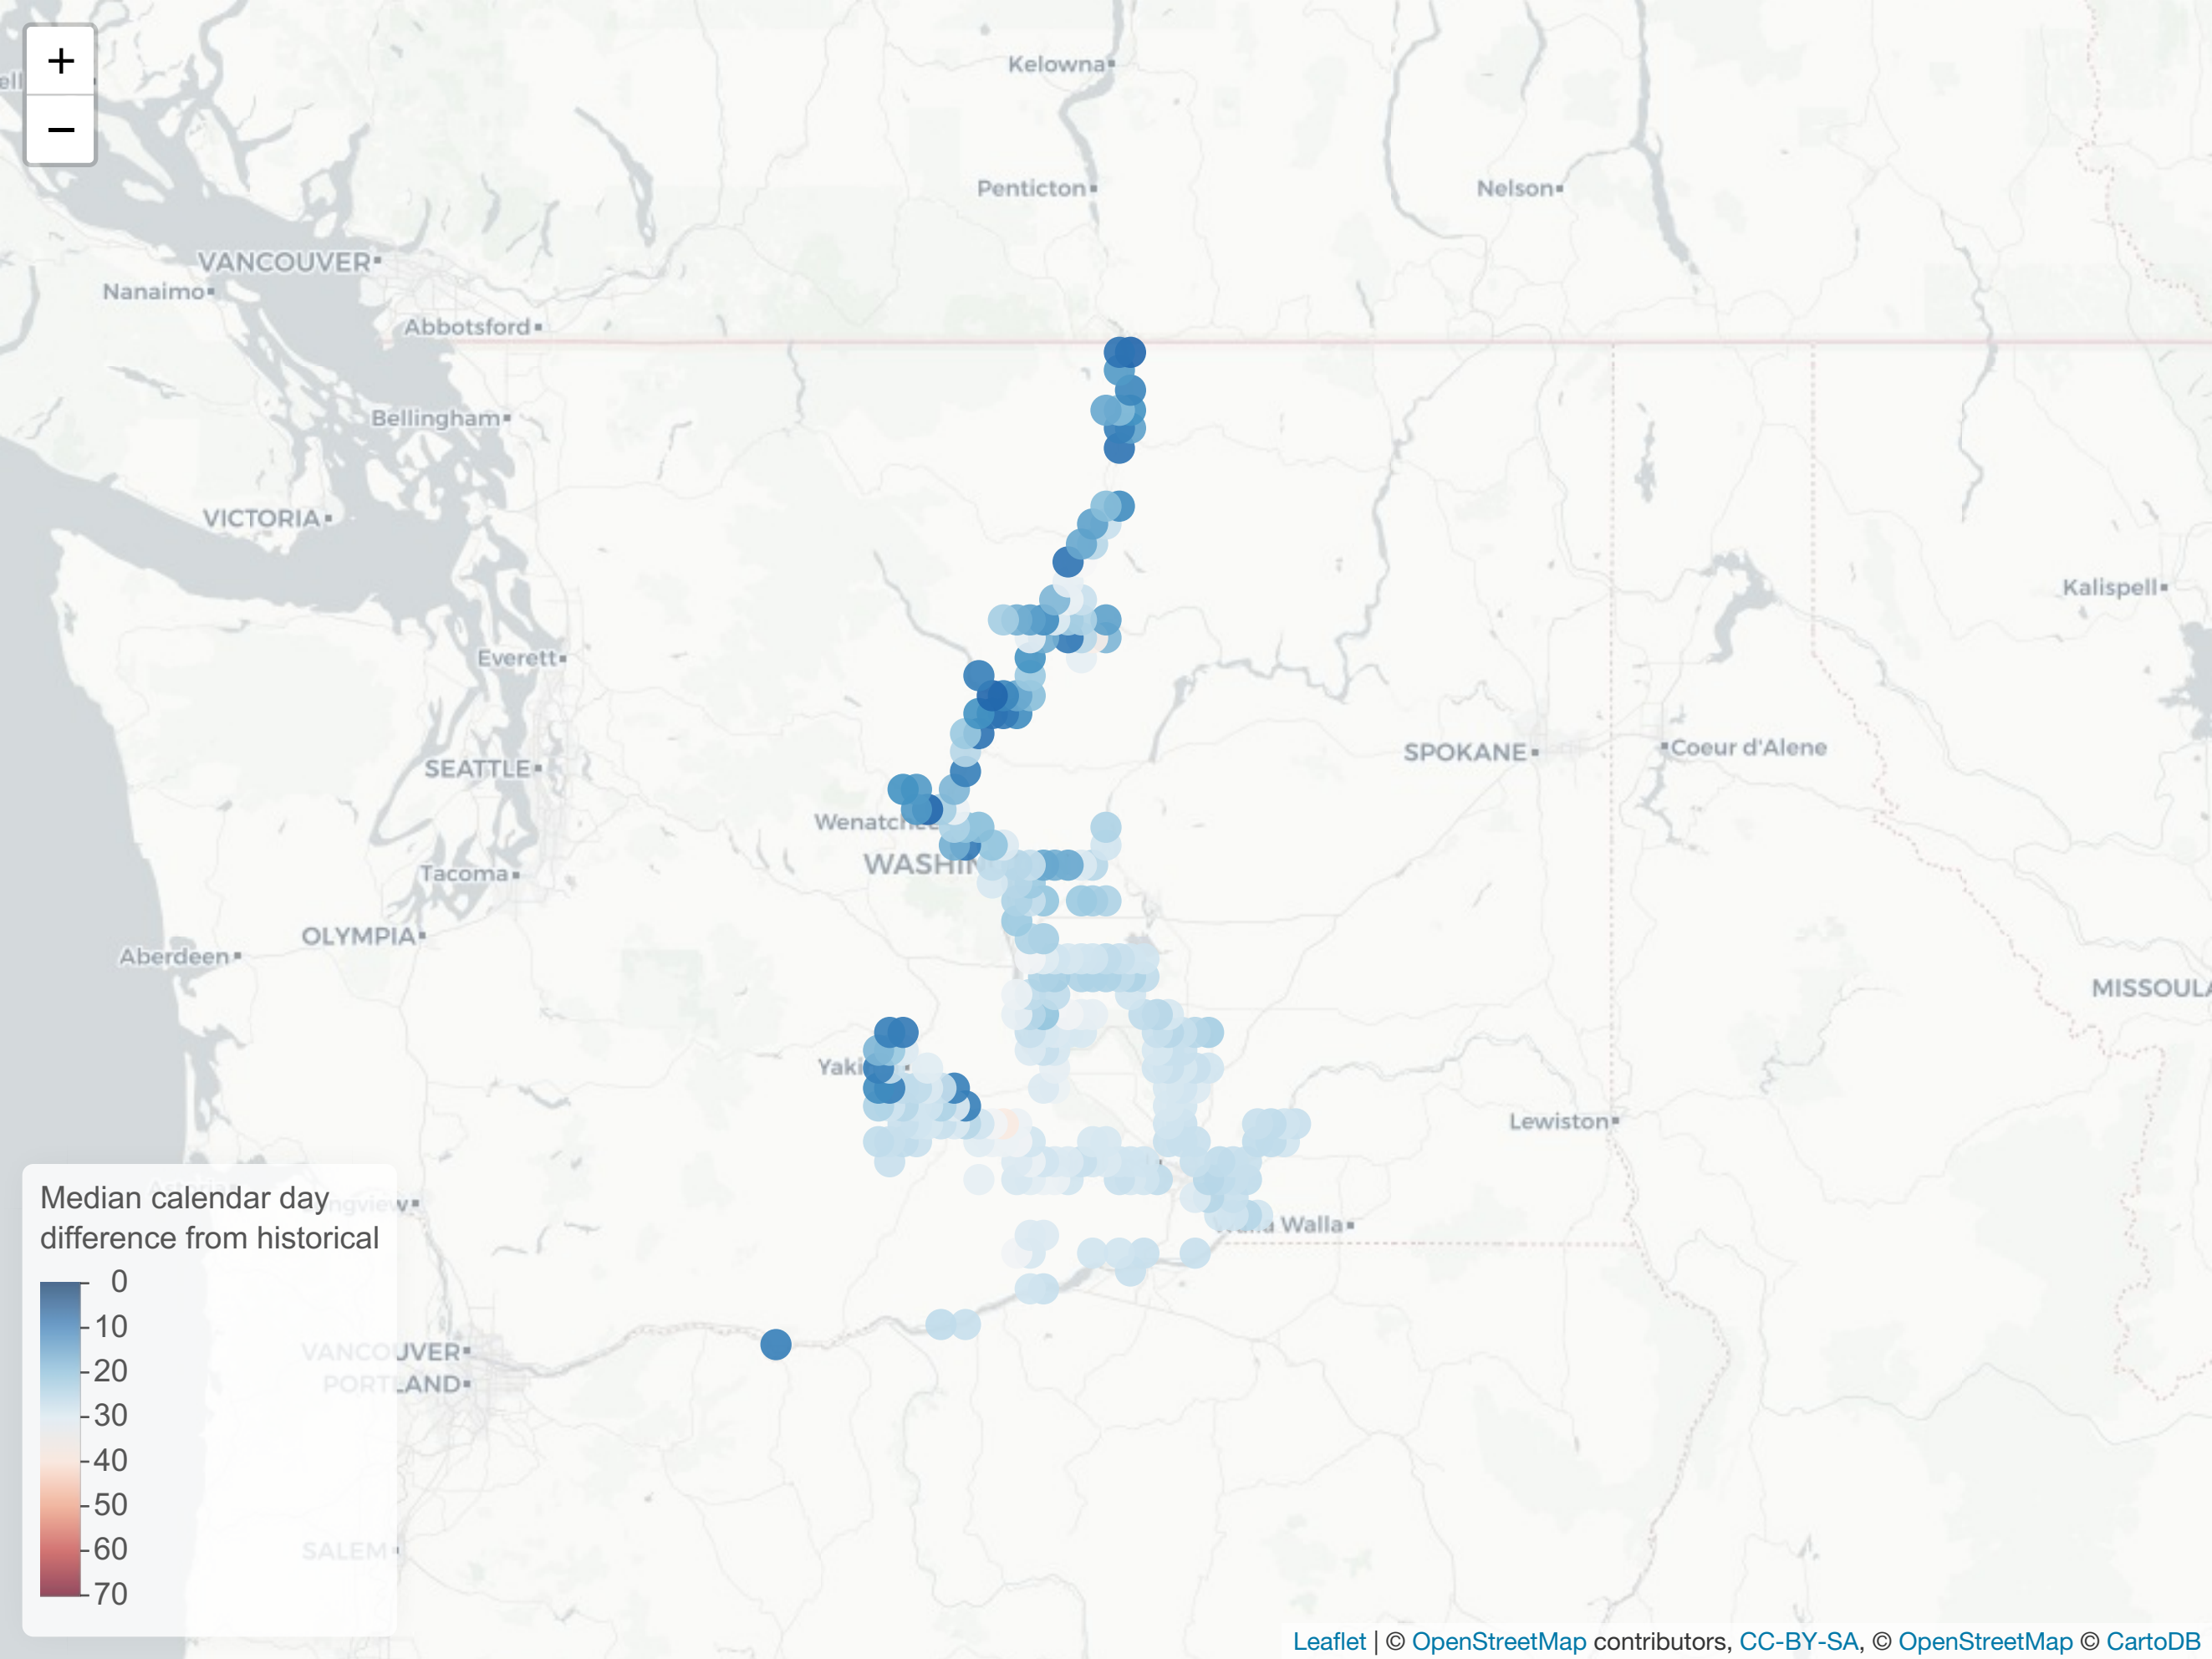 +
−
Kelowna
Penticton
Nelson
VANCOUVER
Nanaimo
Abbotsford
Bellingham
VICTORIA
Kalispell
Everett
SEATTLE
SPOKANE
Coeur d'Alene
Tacoma
OLYMPIA
Aberdeen
MISSOULA
Lewiston
Walla Walla
Median calendar day
difference from historical
0
10
20
30
40
50
60
70
VANCOUVER
PORTLAND
SALEM
Leaflet | © OpenStreetMap contributors, CC-BY-SA, © OpenStreetMap © CartoDB